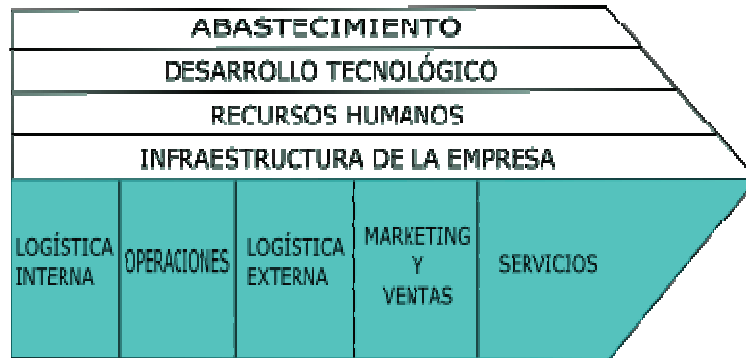 ABASTECIMIENTO
DESARROLLO TECNOLÓGICO
RECURSOS HUMANOS
INFRAESTRUCTURA DE LA EMPRESA
LOGÍSTICA
INTERNA
OPERACIONES
LOGÍSTICA
EXTERNA
MARKETING
Y
VENTAS
SERVICIOS